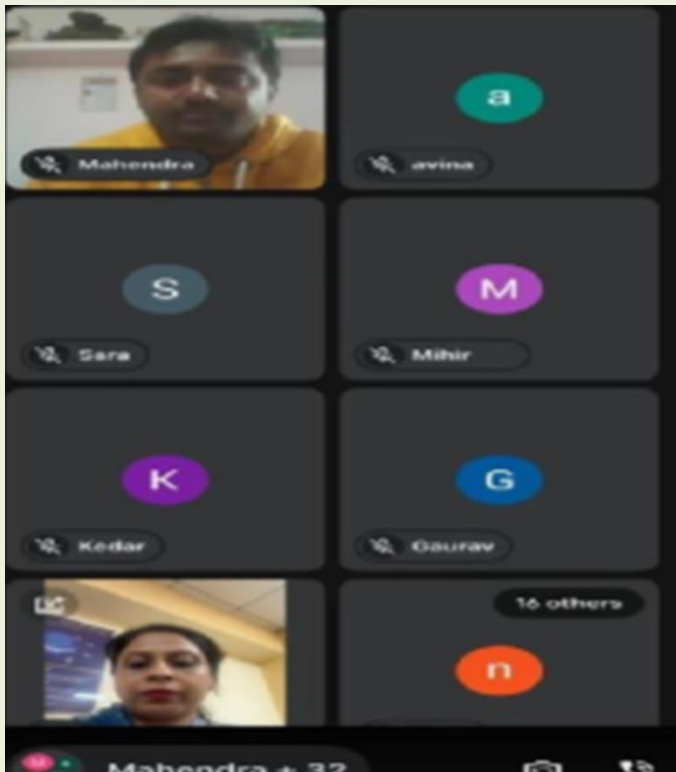 Mahendra
a
avina
S
Sara
M
Mihir
K
Kedar
G
Gaurav
16 others
n
Mahendra + 32